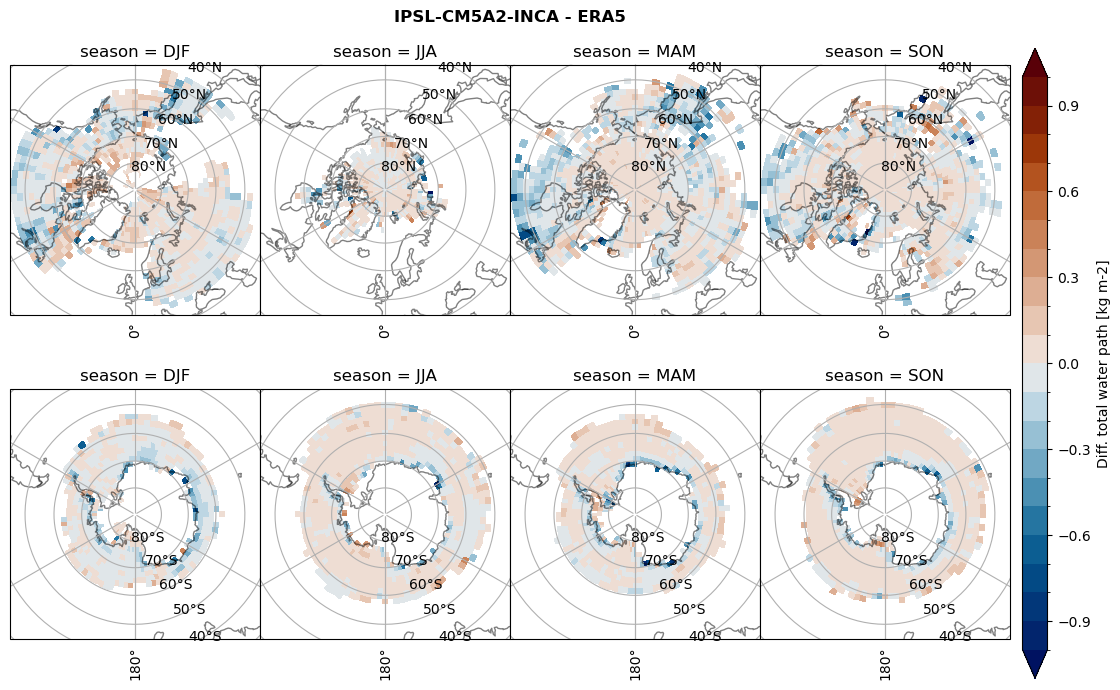 IPSL-CM5A2-INCA - ERA5
season = DJF
season = JJA
season = MAM
season = SON
40°N
50°N
60°N
70°N
80°N
0°
40°N
50°N
60°N
70°N
80°N
40°N
50°N
60°N
70°N
80°N
0°
40°N
50°N
60°N
70°N
80°N
0°
season = DJF
season = JJA
season = MAM
season = SON
80°S
70°S
60°S
50°S
40°S
180°
80°S
70°S
60°S
50°S
40°S
180°
80°S
70°S
60°S
50°S
40°S
180°
80°S
70°S
60°S
50°S
40°S
180°
0.9
0.6
0.3
0.0
−0.3
−0.6
−0.9
Diff. total water path [kg m-2]